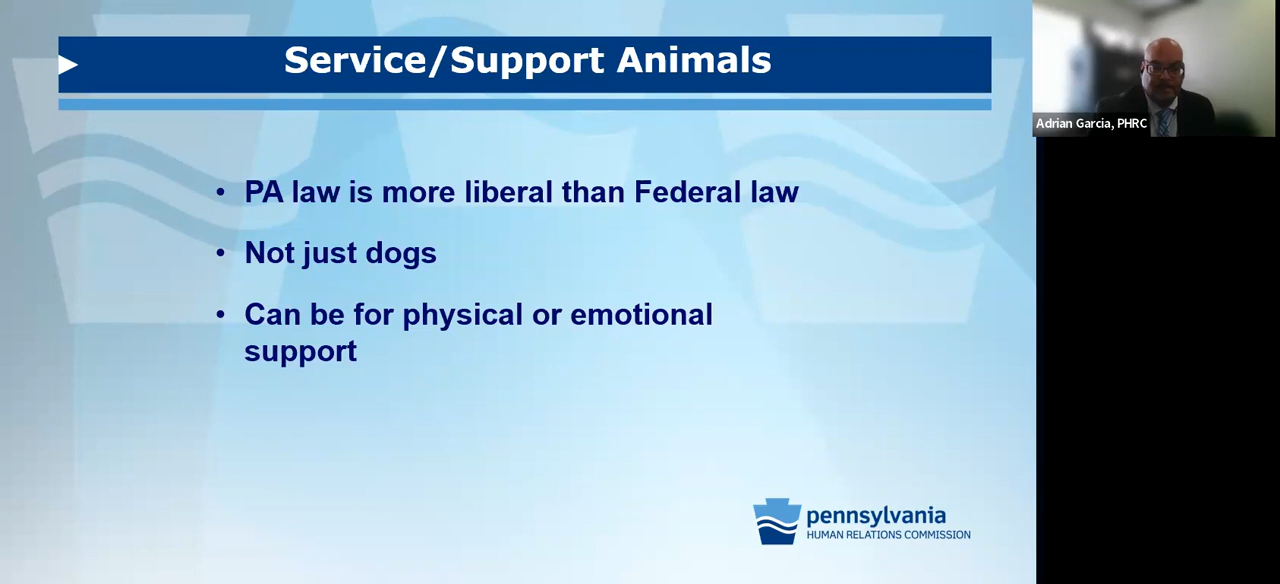 Service/Support Animals
• PA law is more liberal than Federal law
• Not just dogs
• Can be for physical or emotional
support
pennsylvania
HUMAN RELATIONS COMMISSION
Adrian Garcia, PHRC